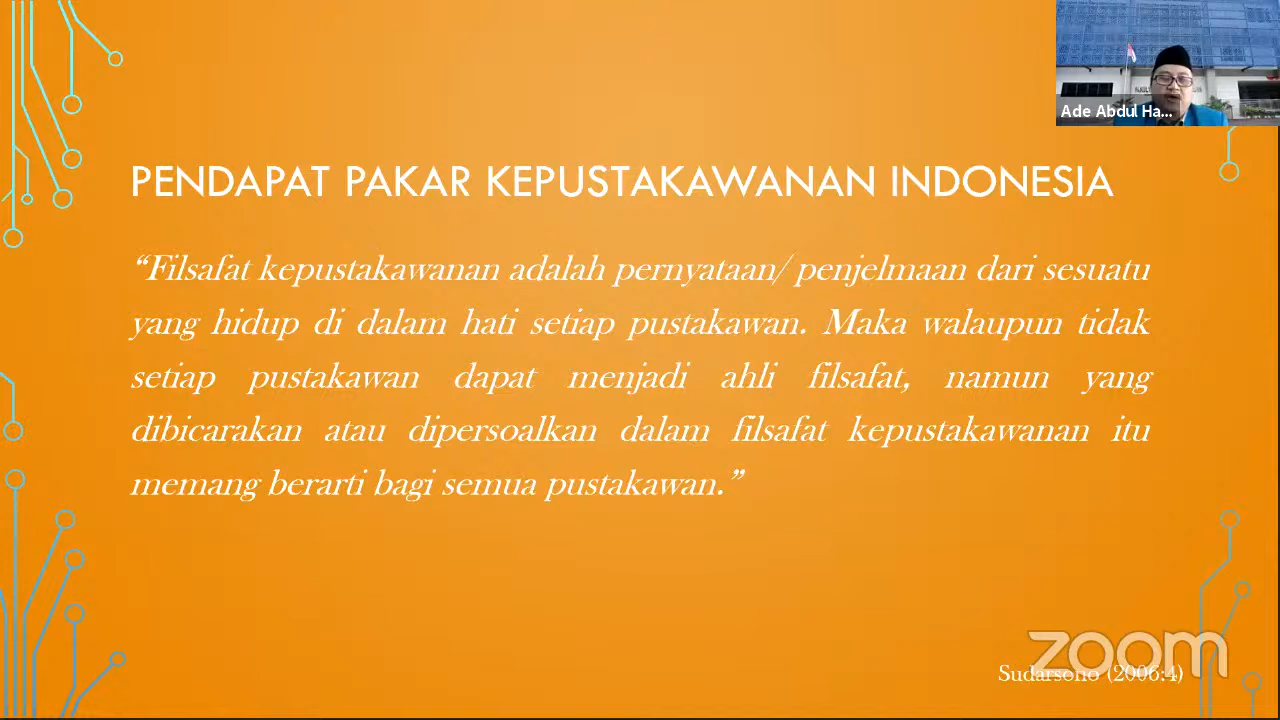 Ade Abdul Ha...
PENDAPAT PAKAR KEPUSTAKAWANAN INDONESIA
“Filsafat kepustakawanan adalah pernyataan/ penjelmaan dari sesuatu
yang hidup di dalam hati setiap pustakawan. Maka walaupun tidak
setiap pustakawan dapat menjadi ahli filsafat, namun yang
dibicarakan atau dipersoalkan dalam filsafat kepustakawanan itu
memang berarti bagi semua pustakawan.”
zoom
Sudarsono (2006:4)